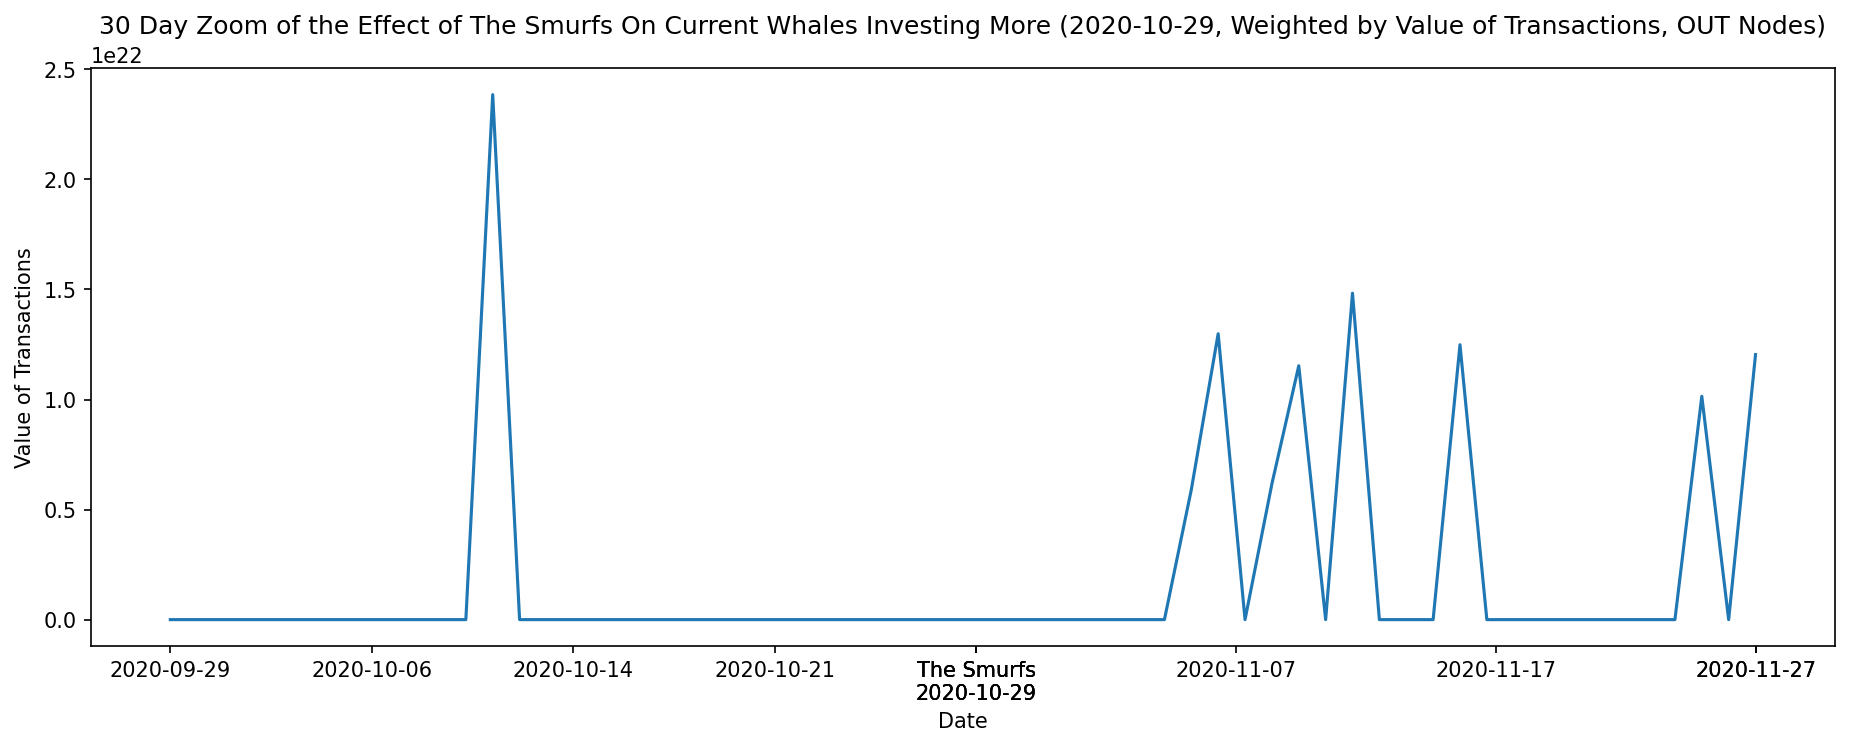 30 Day Zoom of the Effect of The Smurfs On Current Whales Investing More (2020-10-29, Weighted by Value of Transactions, OUT Nodes)
1e22
2.5
2.0
1.5
1.0
0.5
0.0
Value of Transactions
2020-09-29
2020-10-06
2020-10-14
2020-10-21
The Smurfs
2020-10-29
2020-11-07
2020-11-17
2020-11-27
Date